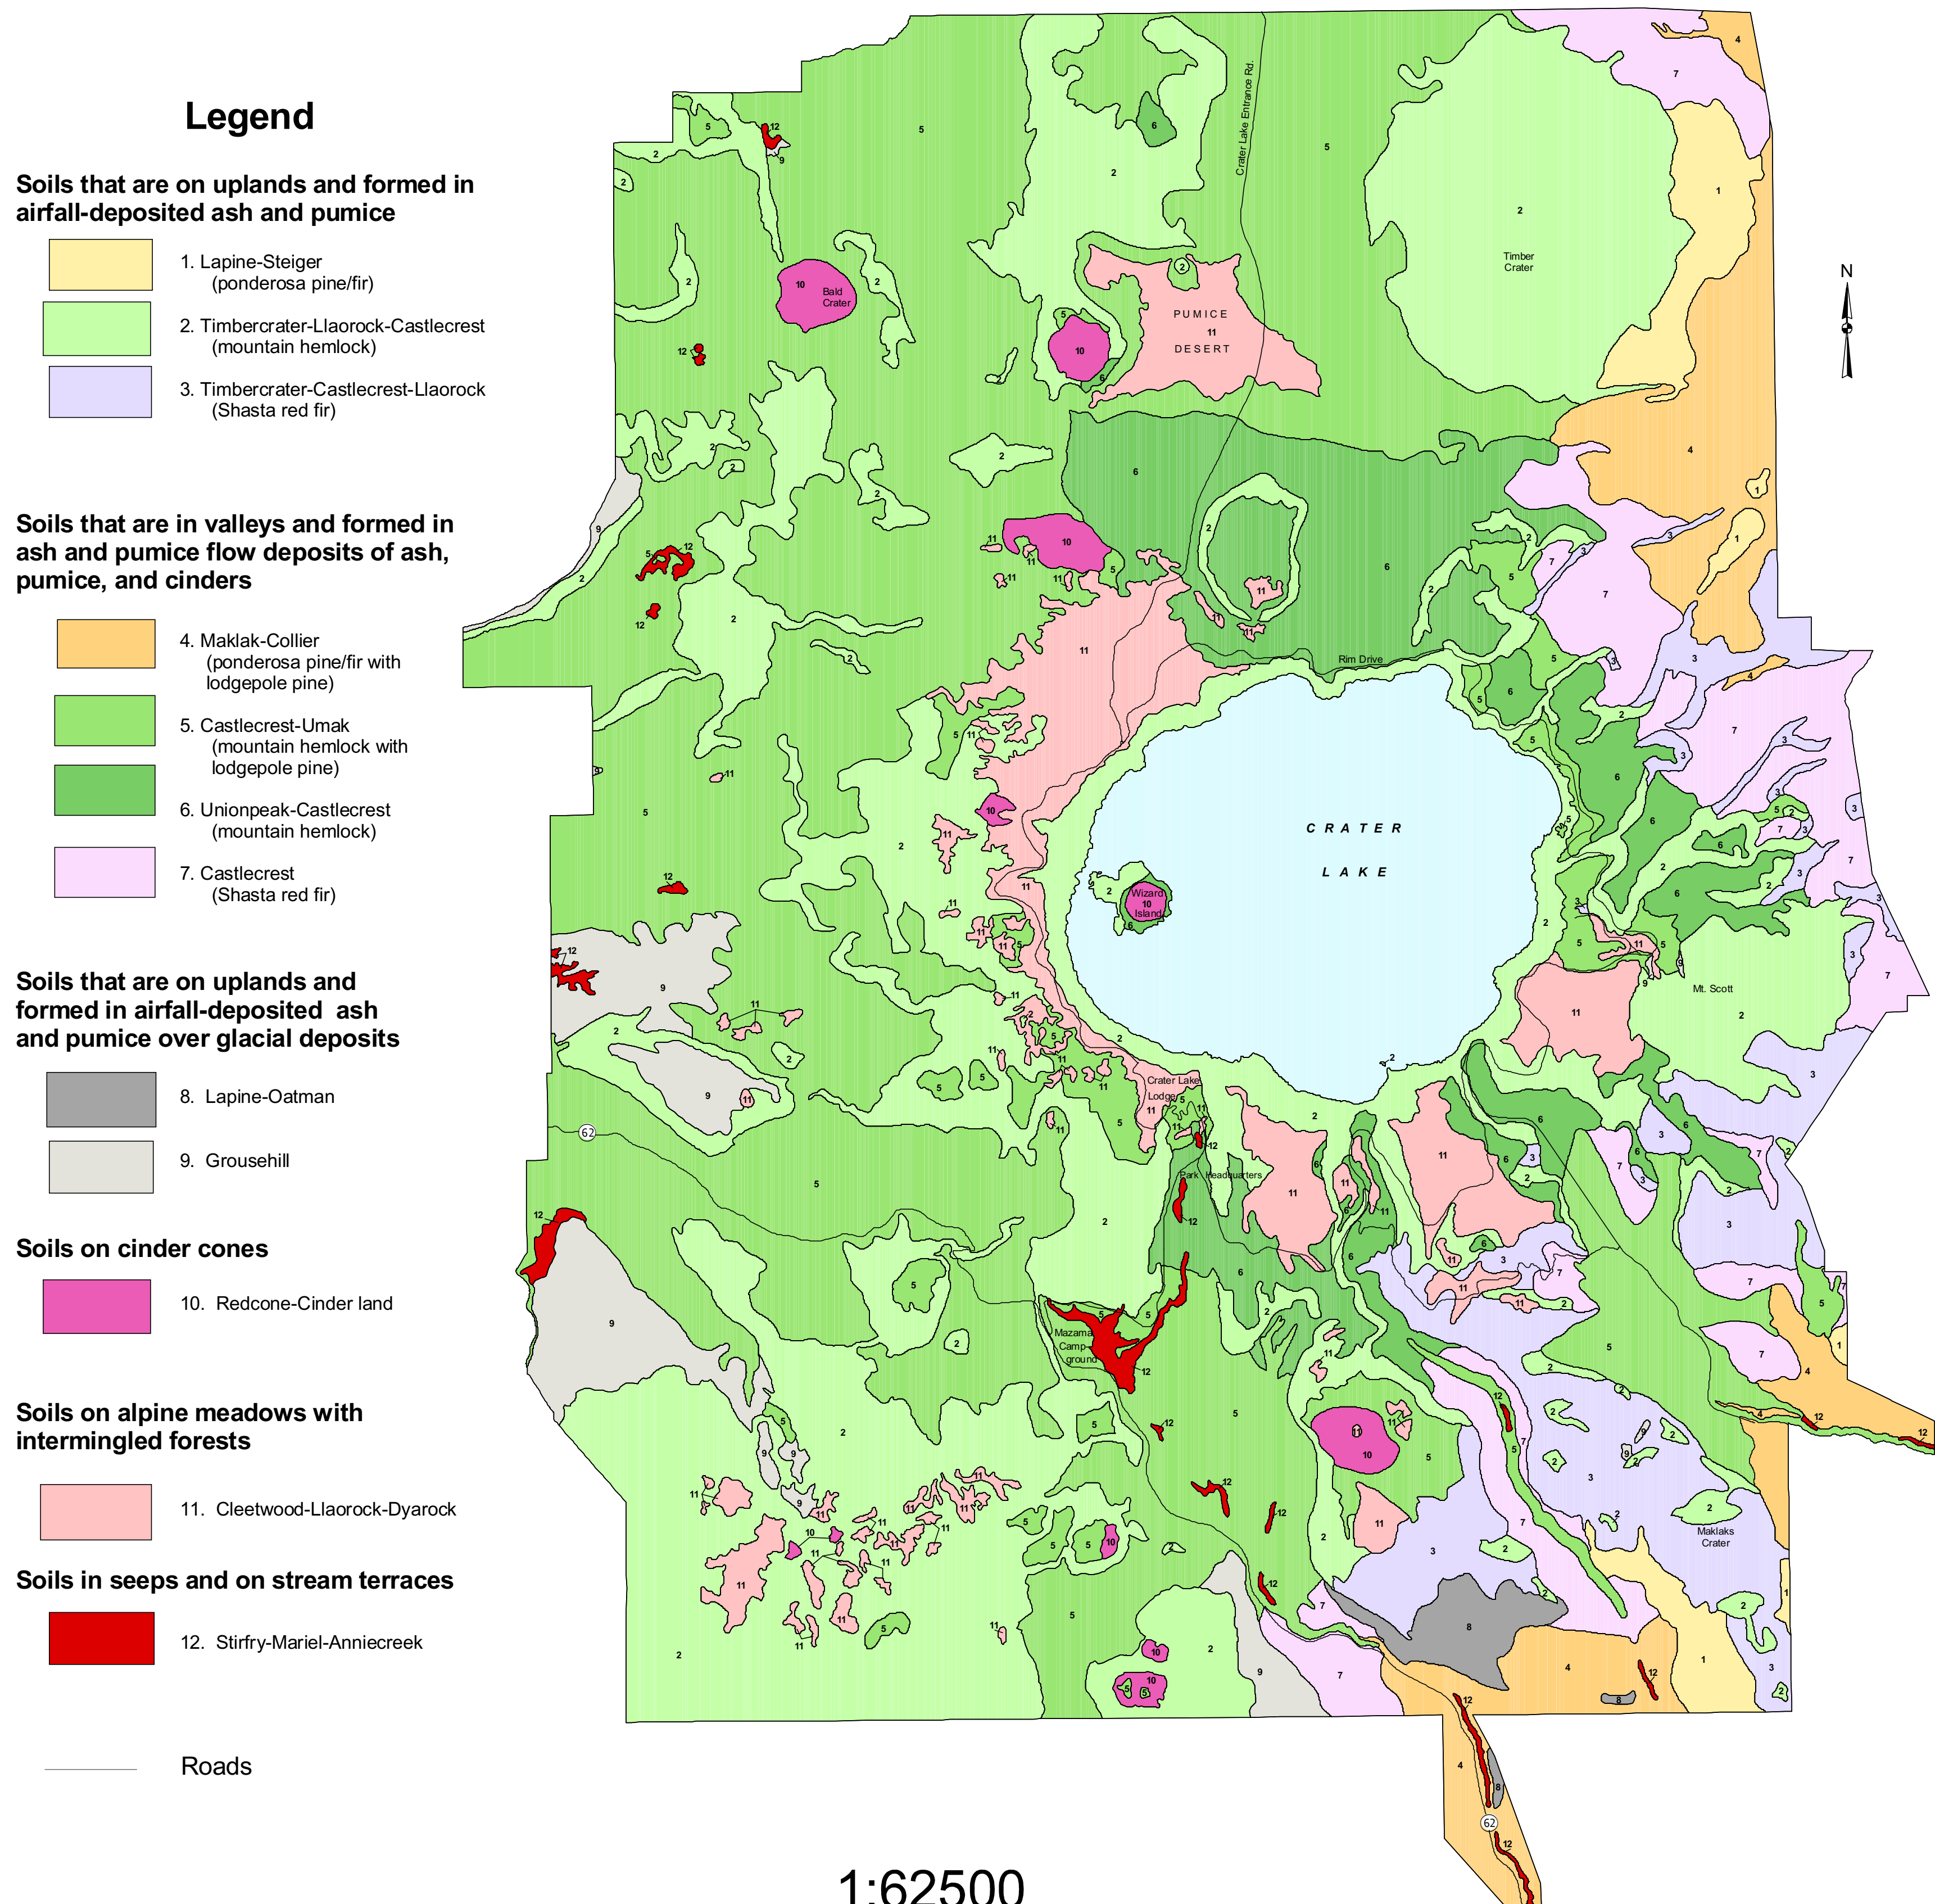 Legend
Soils that are on uplands and formed in
airfall-deposited ash and pumice
1. Lapine-Steiger
(ponderosa pine/fir)
2. Timbercrater-Llaorock-Castlecrest
(mountain hemlock)
3. Timbercrater-Castlecrest-Llaorock
(Shasta red fir)
Soils that are in valleys and formed in
ash and pumice flow deposits of ash,
pumice, and cinders
4. Maklak-Collier
(ponderosa pine/fir with
lodgepole pine)
5. Castlecrest-Umak
(mountain hemlock with
lodgepole pine)
6. Unionpeak-Castlecrest
(mountain hemlock)
7. Castlecrest
(Shasta red fir)
Soils that are on uplands and
formed in airfall-deposited ash
and pumice over glacial deposits
8. Lapine-Oatman
9. Grousehill
Soils on cinder cones
10. Redcone-Cinder land
Soils on alpine meadows with
intermingled forests
11. Cleetwood-Llaorock-Dyarock
Soils in seeps and on stream terraces
12. Stirfry-Mariel-Anniecreek
Roads
Crater Lake Entrance Rd.
Timber
Crater
N
10 Bald
Crater
PUMICE
11
DESERT
Rim Drive
CRATER
LAKE
Wizard
10
Island
Mt. Scott
Crater Lake
Lodge
62
Park Headquarters
Mazama
Camp-
ground
Maklaks
Crater
62
1:62500